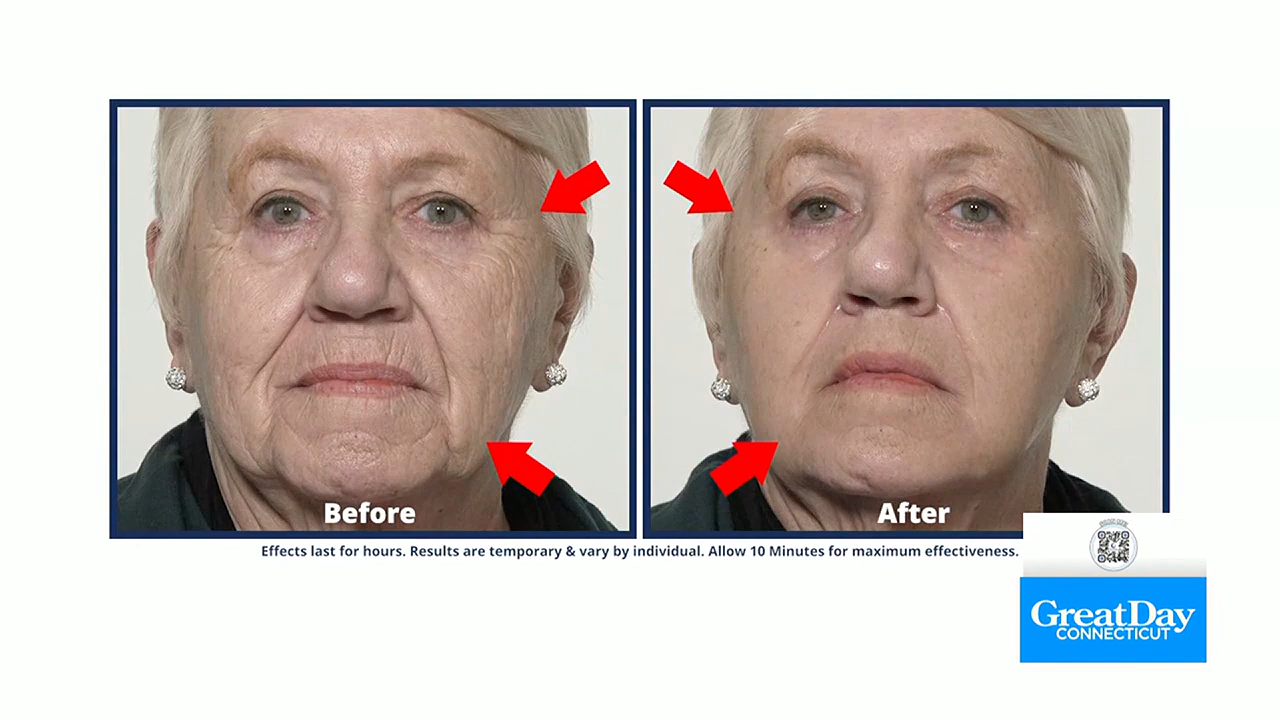 Before
After
Effects last for hours. Results are temporary & vary by individual. Allow 10 Minutes for maximum effectiveness.
GreatDay
CONNECTICUT